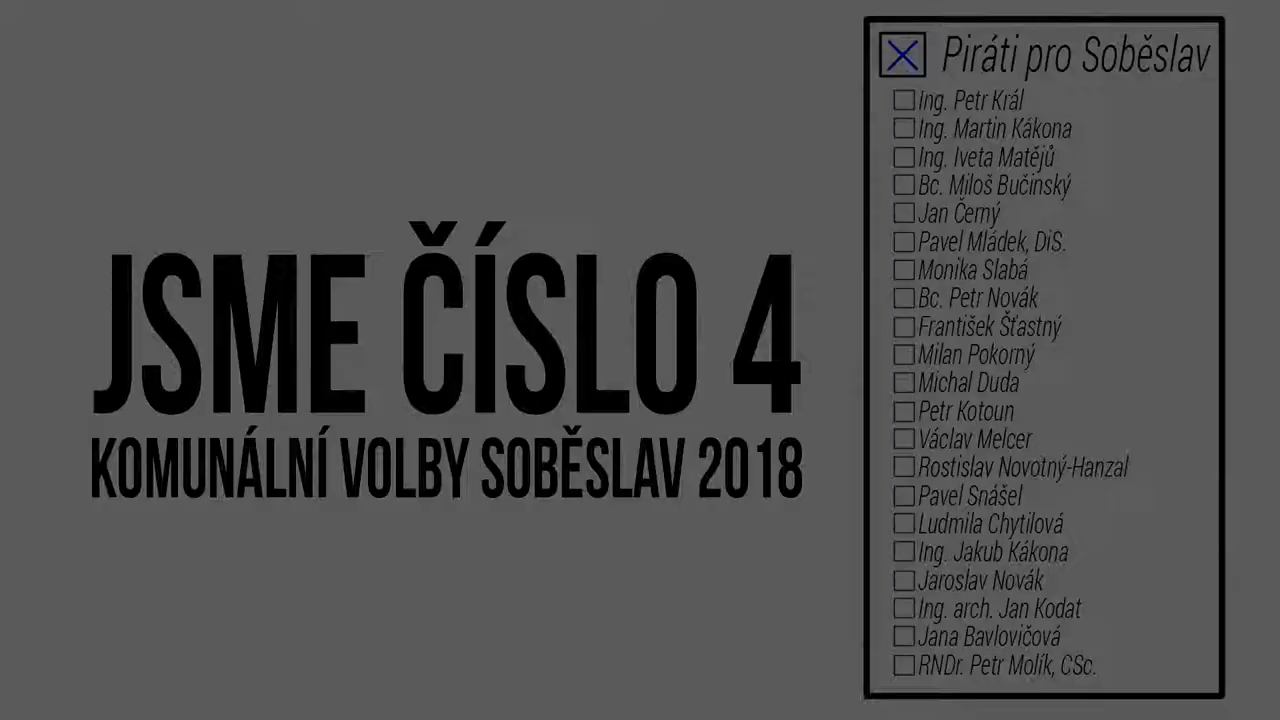 JSME ČÍSLO 4
KOMUNÁLNÍ VOLBY SOBĚSLAV 2018
Piráti pro Soběslav
Ing. Petr Král
Ing. Martin Kákona
Ing. Iveta Matějů
Bc. Miloš Bučinský
Jan Černý
Pavel Mládek, DiS.
Monika Slabá
Bc. Petr Novák
František Šťastný
Milan Pokorný
Michal Duda
Petr Kotoun
Václav Melcer
Rostislav Novotný-Hanzal
Pavel Snášel
Ludmila Chytilová
Ing. Jakub Kákona
Jaroslav Novák
Ing. arch. Jan Kodat
Jana Bavlovičová
RNDr. Petr Molík, CSc.